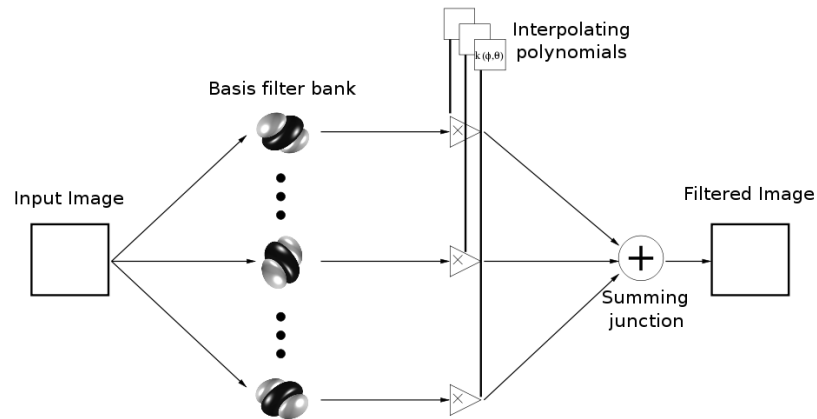 Interpolating
polynomials
k(ϕ,θ)
Basis filter bank
Input Image
Filtered Image
Summing
junction